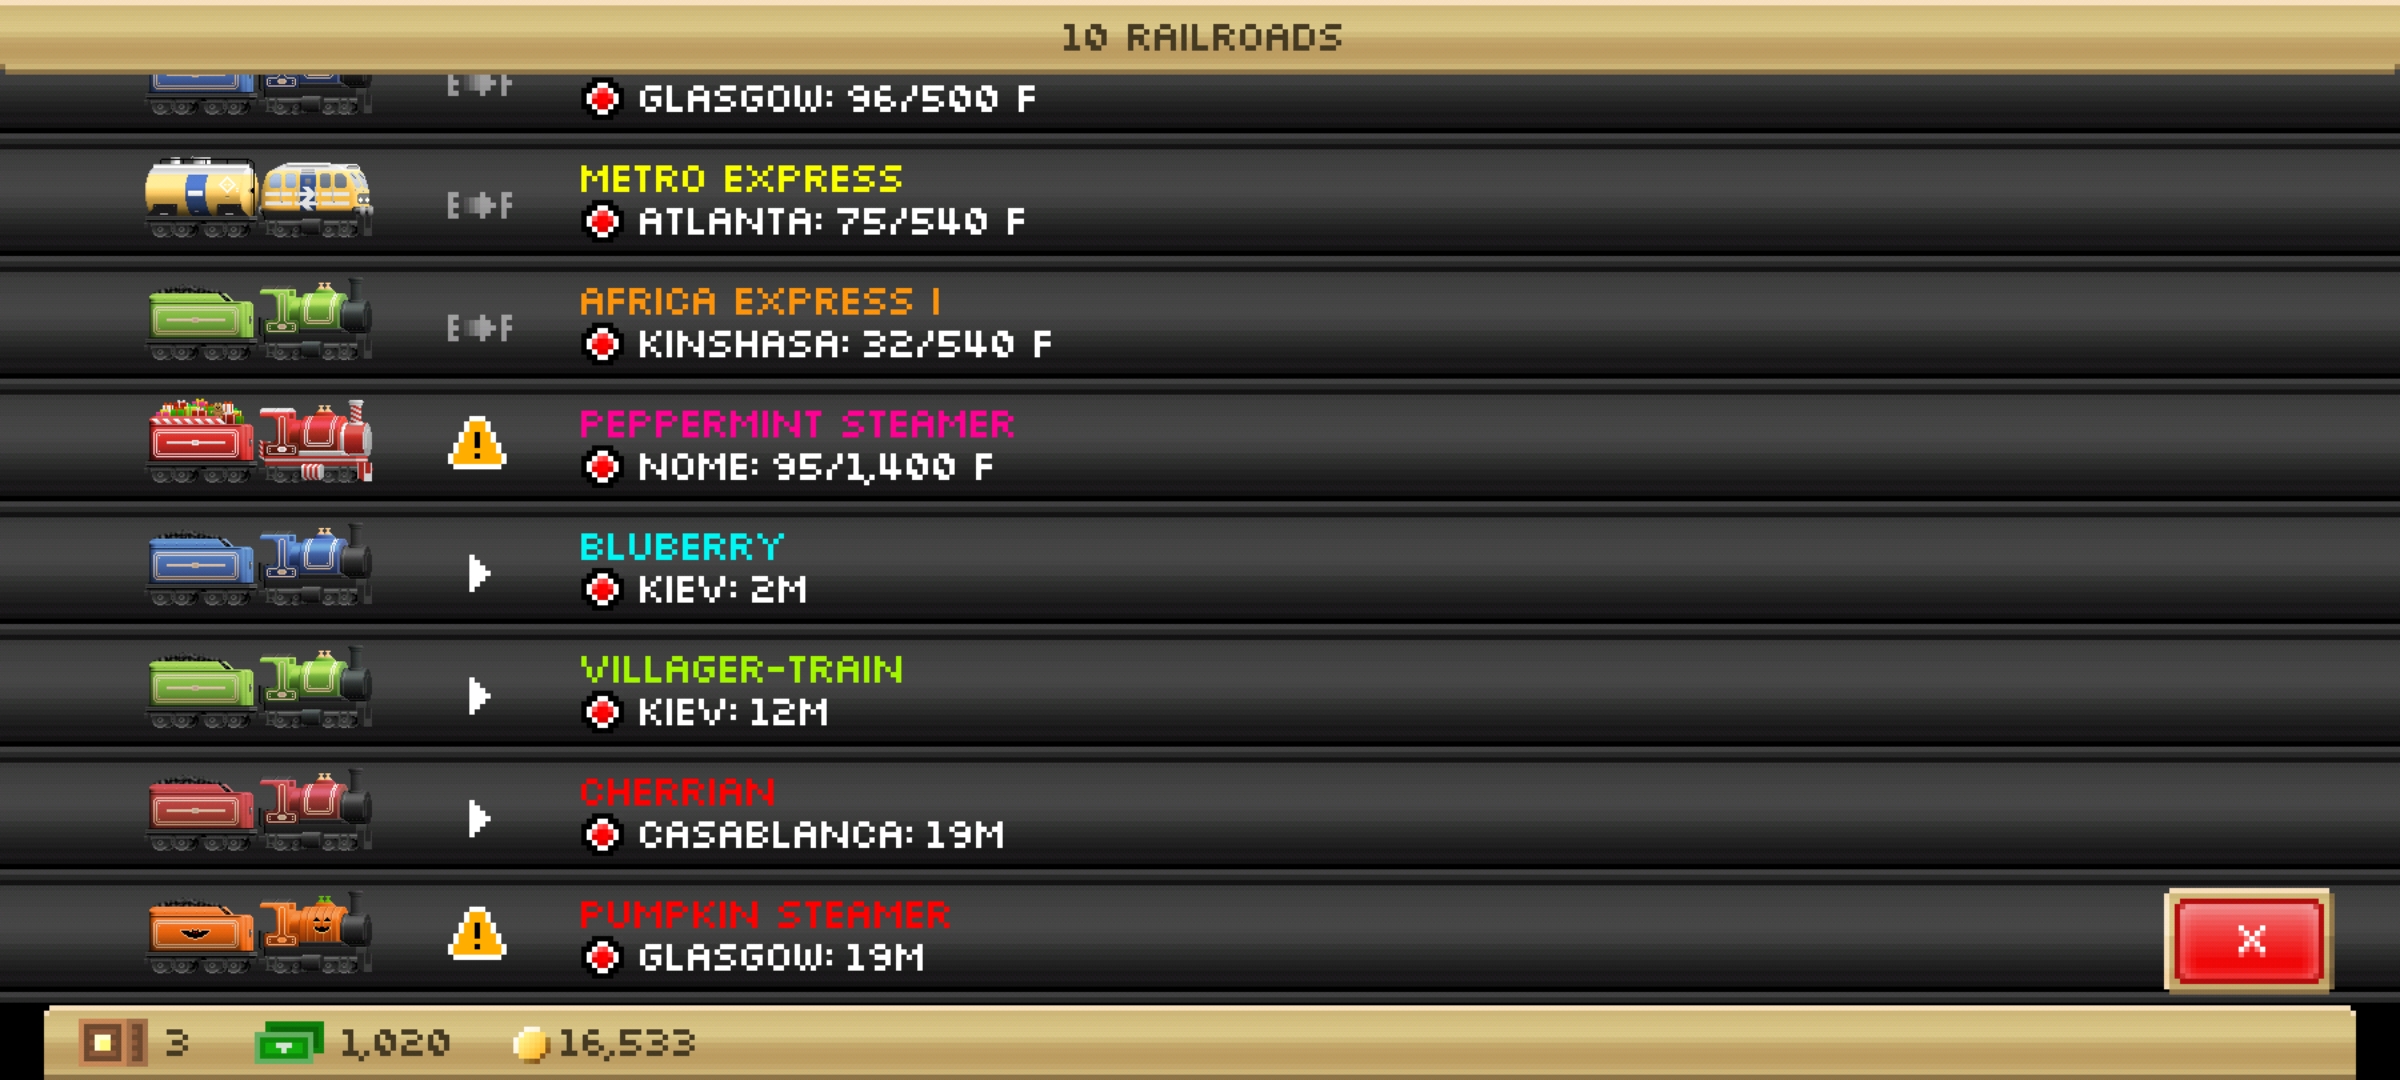 10 RAILROADS
E F
GLASGOW: 96/500 F
METRO EXPRESS
E F
ATLANTA: 75/540 F
AFRICA EXPRESS I
E F
KINSHASA: 32/540 F
PEPPERMINT STEAMER
!
NOME: 95/1,400 F
BLUBERRY
KIEV: 2M
VILLAGER-TRAIN
KIEV: 12M
CHERRIAN
CASABLANCA: 19M
PUMPKIN STEAMER
!
GLASGOW: 19M
X
3 1,020 16,533